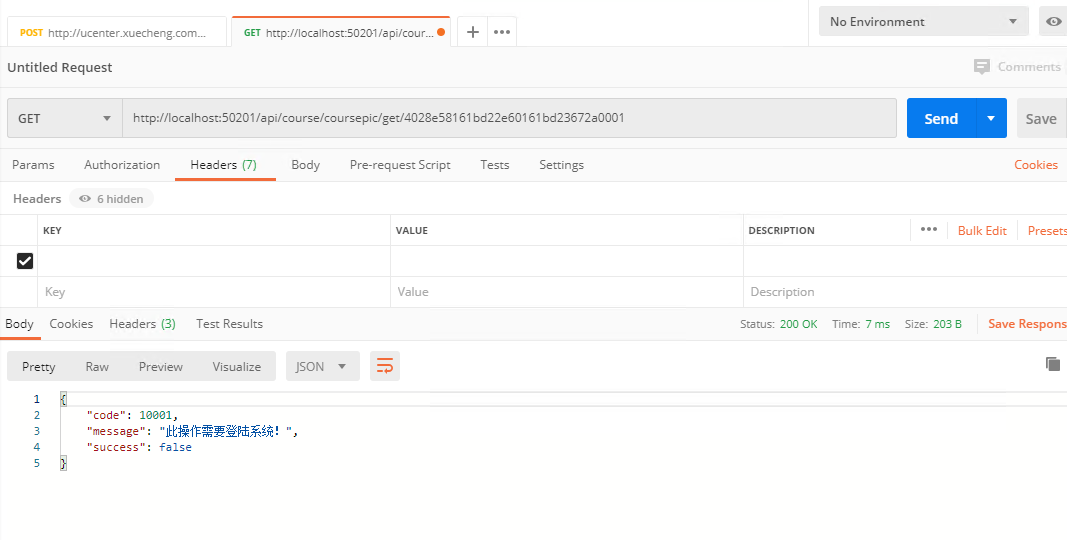 POST http://ucenter.xuecheng.com...
GET http://localhost:50201/api/cour...
No Environment
Untitled Request
Comments
GET
http://localhost:50201/api/course/coursepic/get/4028e58161bd22e60161bd23672a0001
Send
Save
Params Authorization Headers (7) Body Pre-request Script Tests Settings Cookies
Headers 6 hidden
KEY VALUE DESCRIPTION ••• Bulk Edit Presets
Key Value Description
Body Cookies Headers (3) Test Results Status: 200 OK Time: 7 ms Size: 203 B Save Respons
Pretty Raw Preview Visualize JSON
1 {
2 "code": 10001,
3 "message": "此操作需要登陆系统！",
4 "success": false
5 }